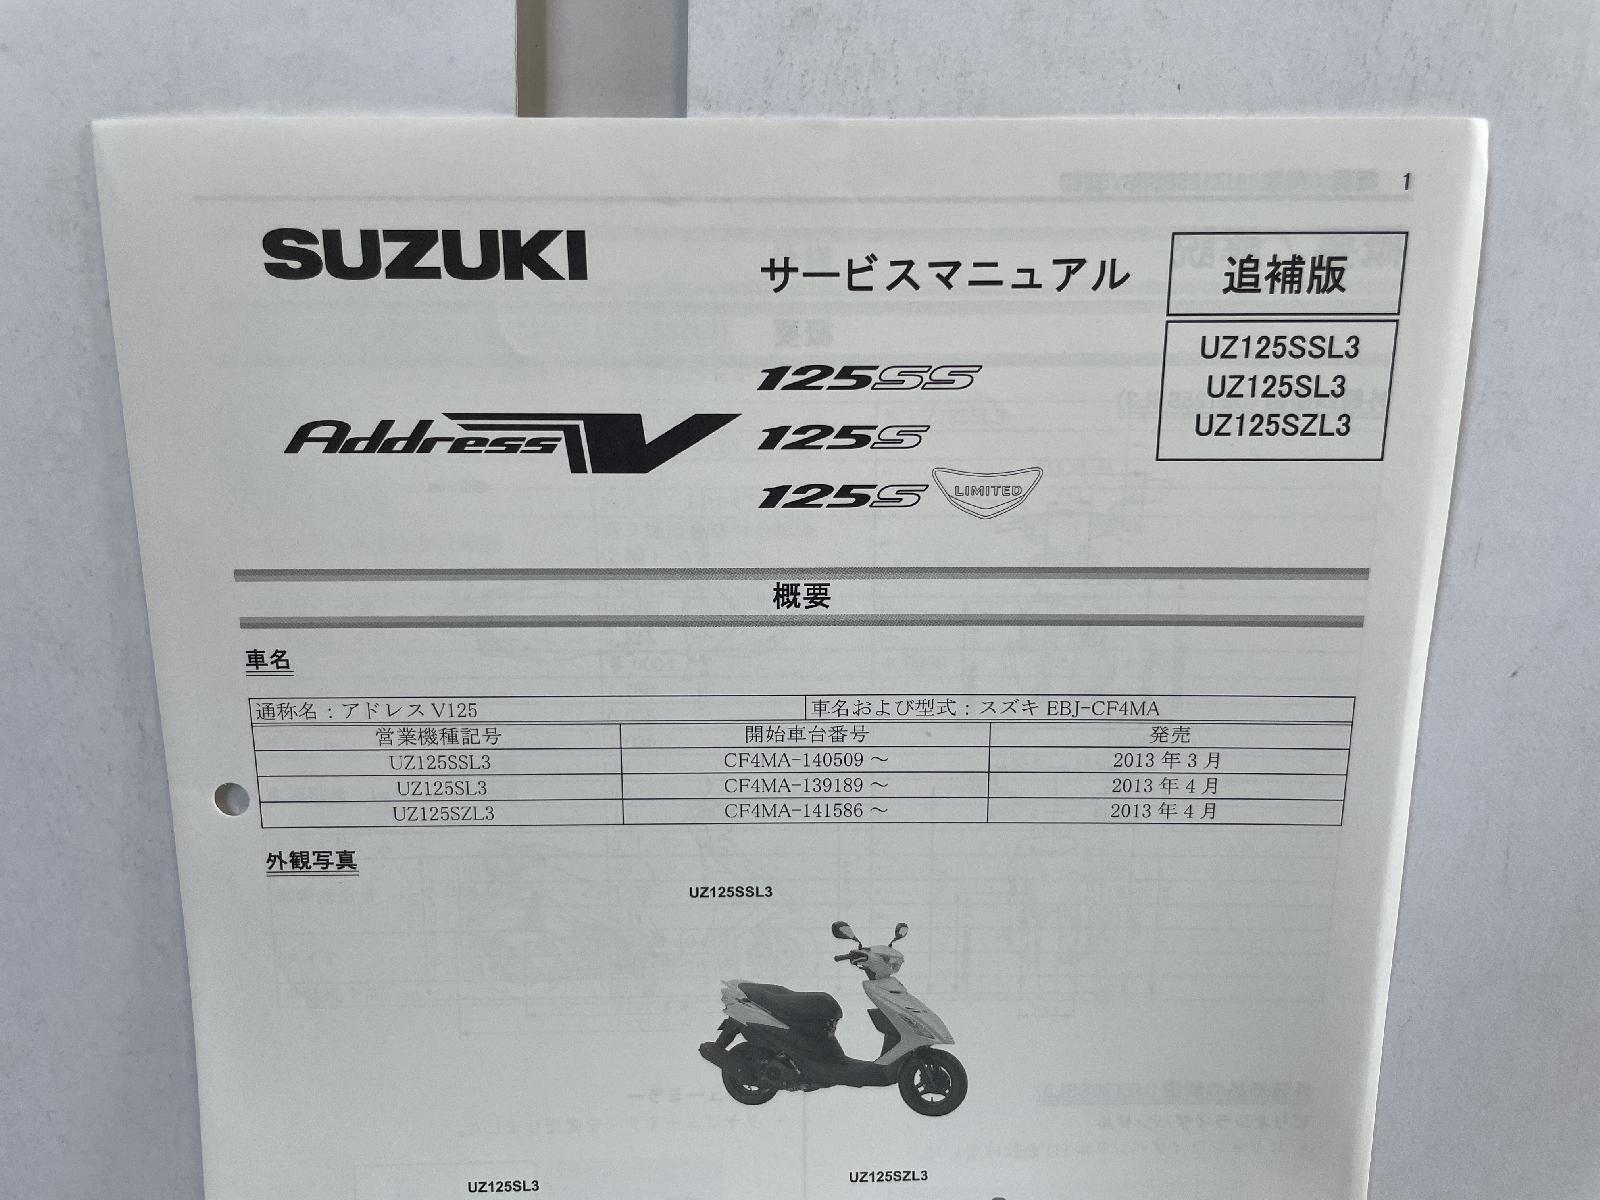 1
SUZUKI
サービスマニュアル
追補版
UZ125SSL3
UZ125SL3
UZ125SZL3
Address V
125SS
125S
125S LIMITED
概要
車名
通称名：アドレス V125 車名および型式：スズキ EBJ-CF4MA
営業機種記号 開始車台番号 発売
UZ125SSL3 CF4MA-140509 ～ 2013 年 3 月
UZ125SL3 CF4MA-139189 ～ 2013 年 4 月
UZ125SZL3 CF4MA-141586 ～ 2013 年 4 月
外観写真
UZ125SSL3
UZ125SL3
UZ125SZL3